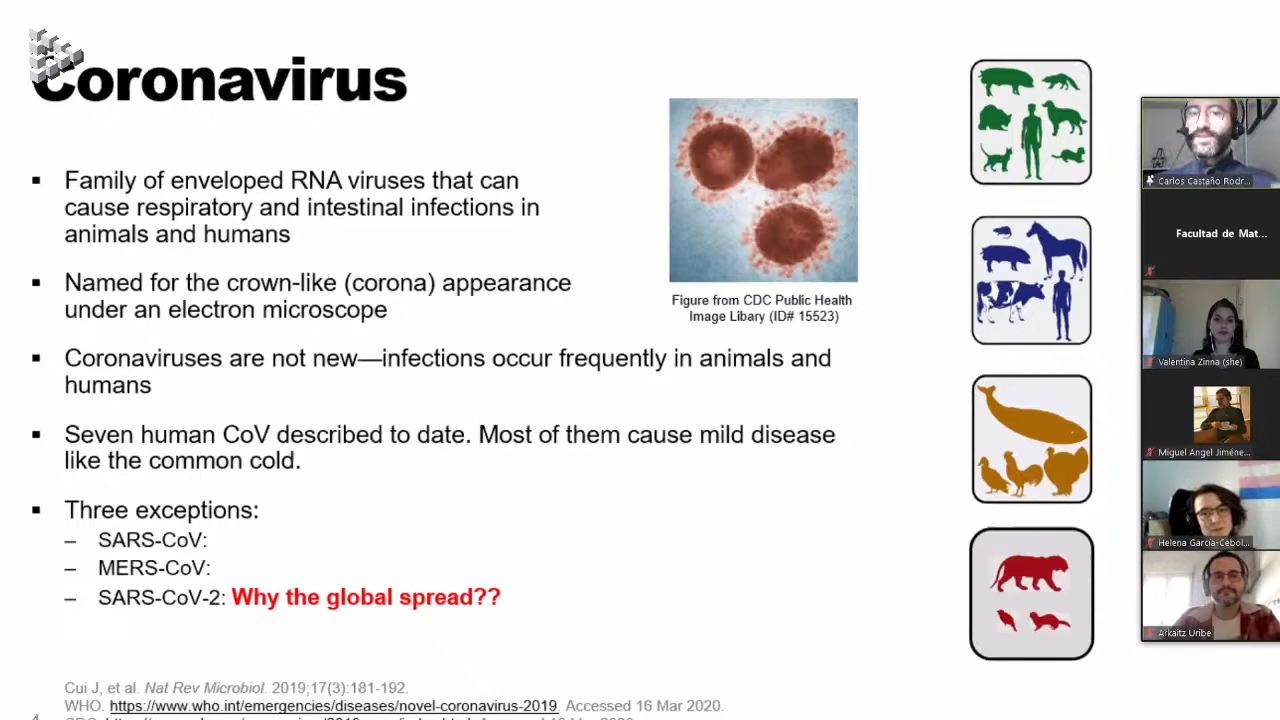 Coronavirus
▪ Family of enveloped RNA viruses that can
cause respiratory and intestinal infections in
animals and humans
▪ Named for the crown-like (corona) appearance
under an electron microscope
▪ Coronaviruses are not new—infections occur frequently in animals and
humans
▪ Seven human CoV described to date. Most of them cause mild disease
like the common cold.
▪ Three exceptions:
– SARS-CoV:
– MERS-CoV:
– SARS-CoV-2: Why the global spread??
Figure from CDC Public Health
Image Libary (ID# 15523)
Cui J, et al. Nat Rev Microbiol. 2019;17(3):181-192.
WHO. https://www.who.int/emergencies/diseases/novel-coronavirus-2019. Accessed 16 Mar 2020.
Carlos Castaño Rodr...
Facultad de Mat...
Valentina Zinna (she)
Miguel Angel Jiméne...
Helena García-Cebol...
Arkaitz Uribe